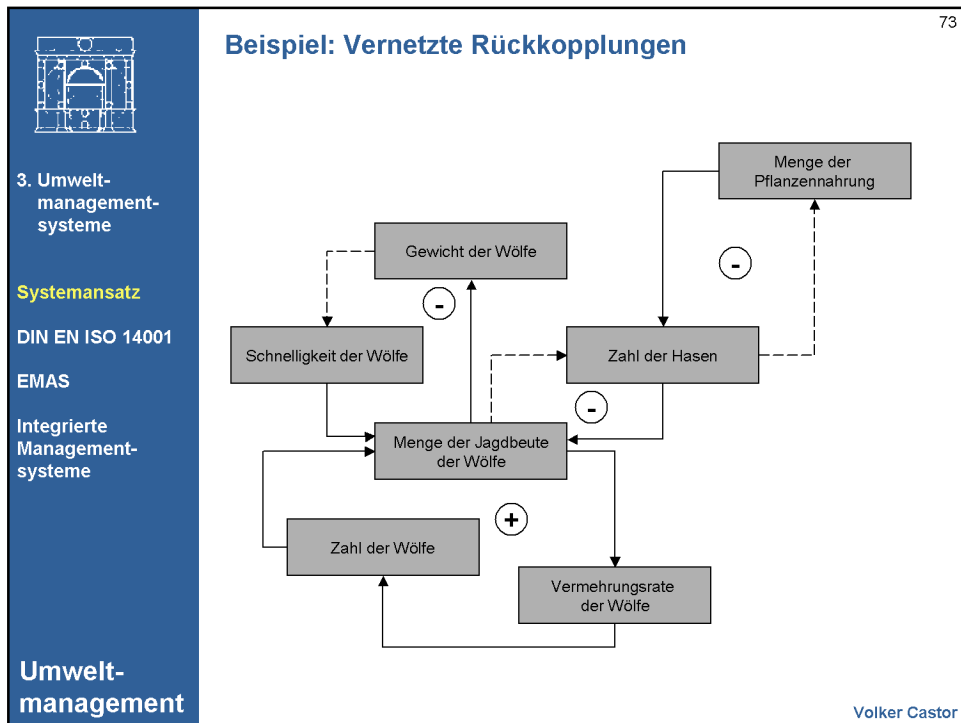 73
Beispiel: Vernetzte Rückkopplungen
3. Umwelt-
management-
systeme
Systemansatz
DIN EN ISO 14001
EMAS
Integrierte
Management-
systeme
Umwelt-
management
Menge der
Pflanzennahrung
Gewicht der Wölfe
-
-
Schnelligkeit der Wölfe
Zahl der Hasen
-
Menge der Jagdbeute
der Wölfe
+
Zahl der Wölfe
Vermehrungsrate
der Wölfe
Volker Castor